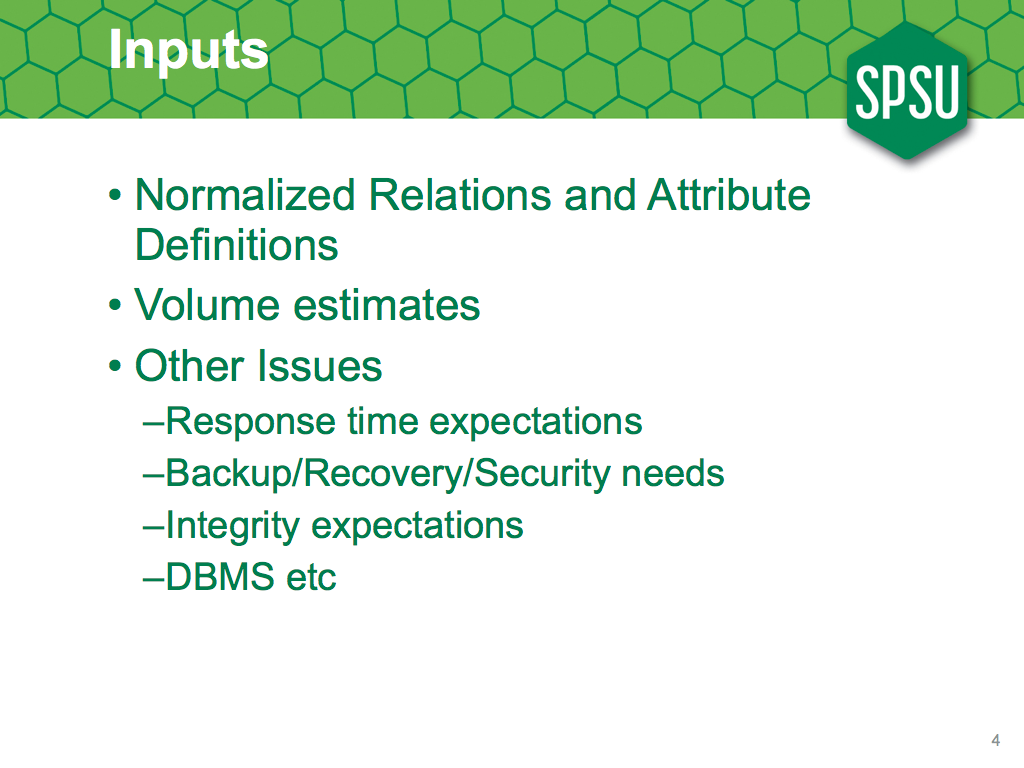 Inputs
SPSU
• Normalized Relations and Attribute
Definitions
• Volume estimates
• Other Issues
–Response time expectations
–Backup/Recovery/Security needs
–Integrity expectations
–DBMS etc
4